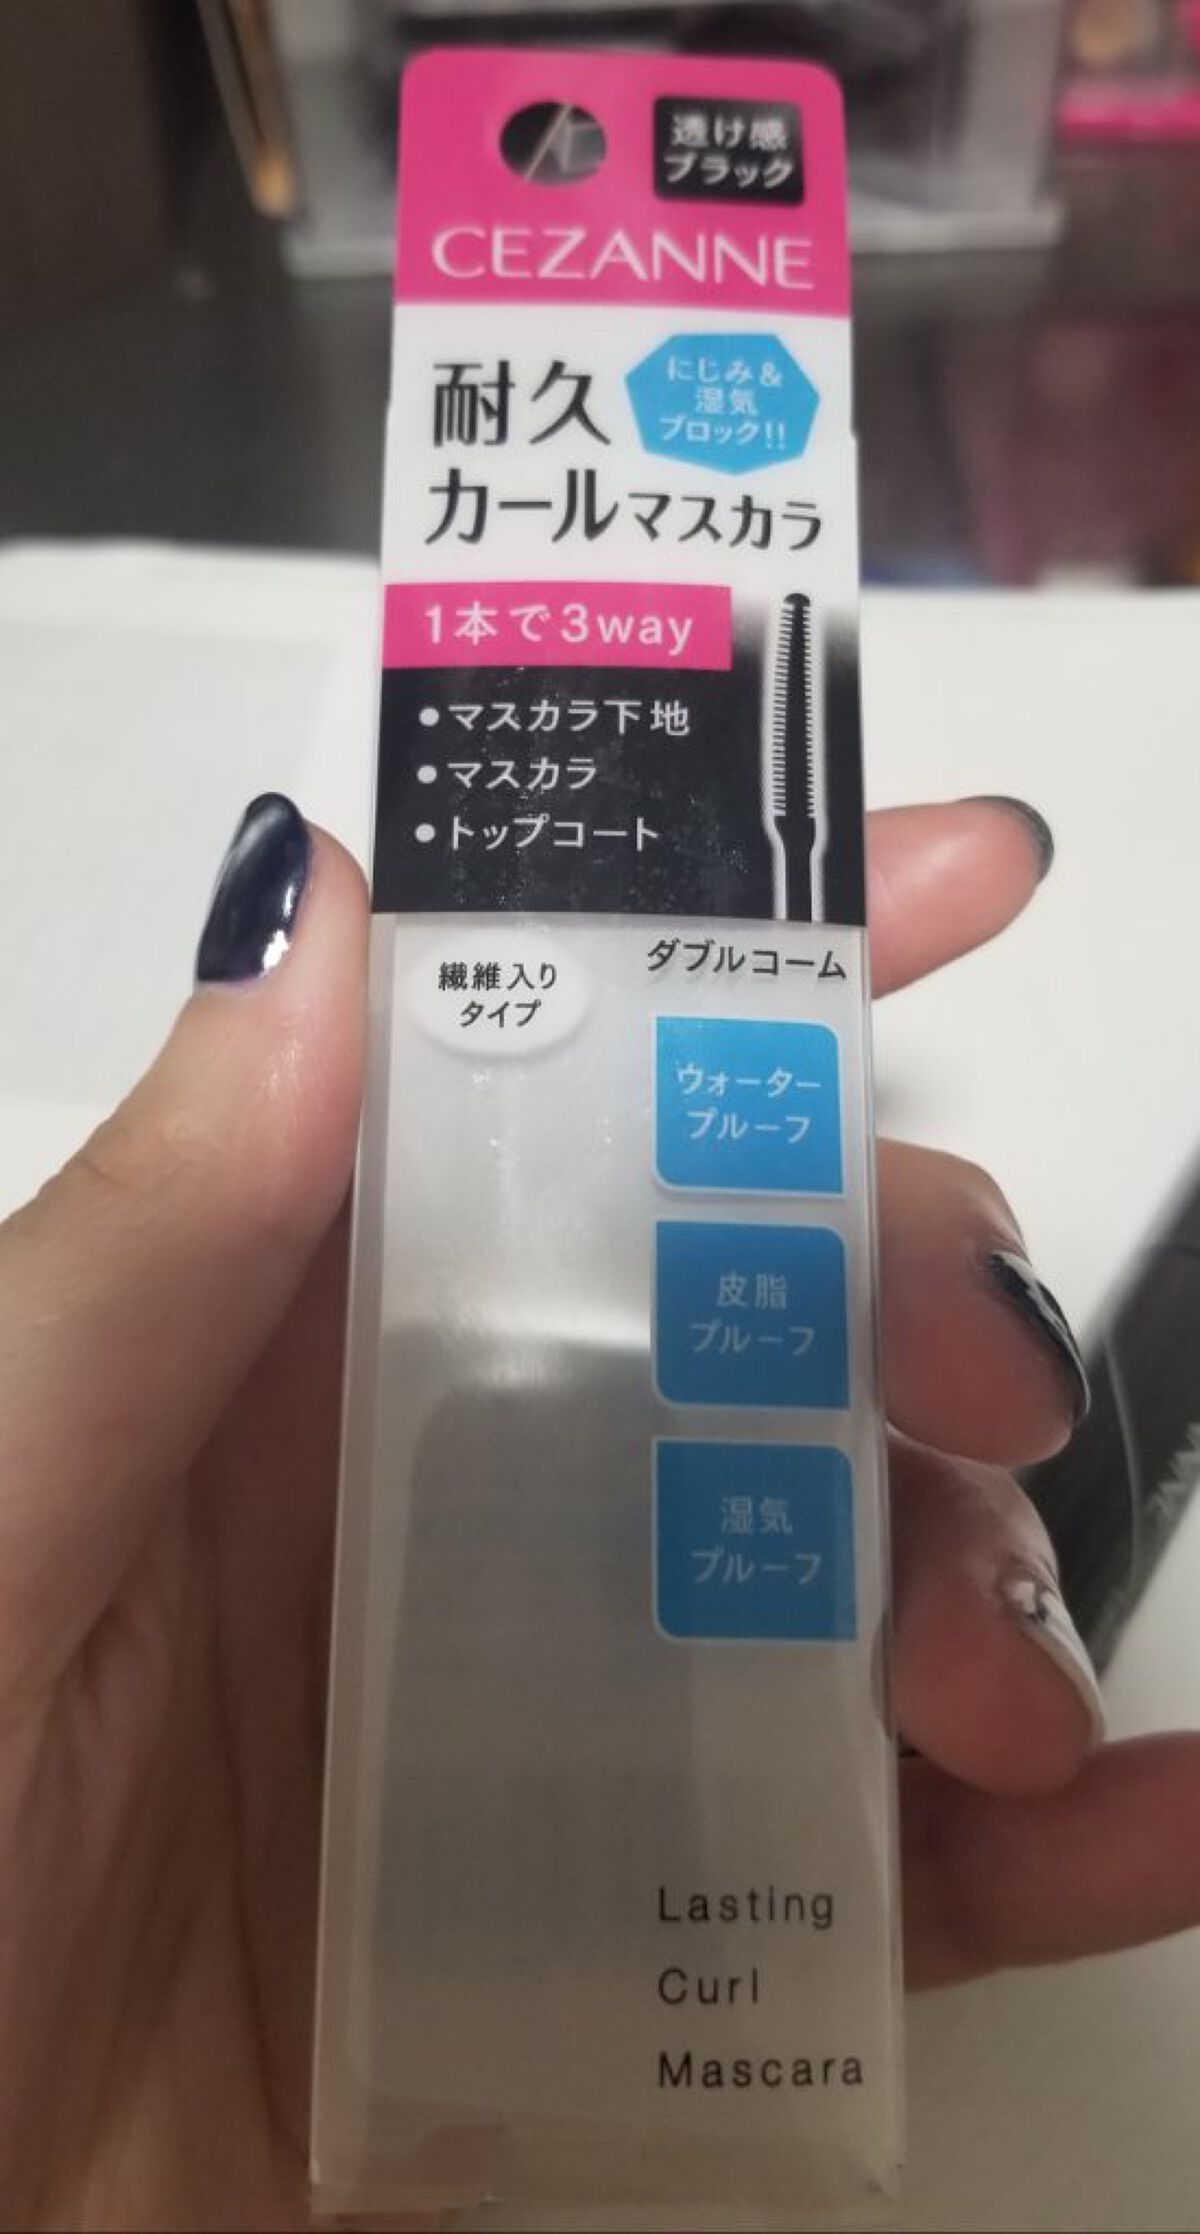 透け感
ブラック
CEZANNE
耐久
カールマスカラ
にじみ&
湿気
ブロック!!
1本で3way
●マスカラ下地
●マスカラ
●トップコート
ダブルコーム
繊維入り
タイプ
ウォーター
プルーフ
皮脂
プルーフ
湿気
プルーフ
Lasting
Curl
Mascara